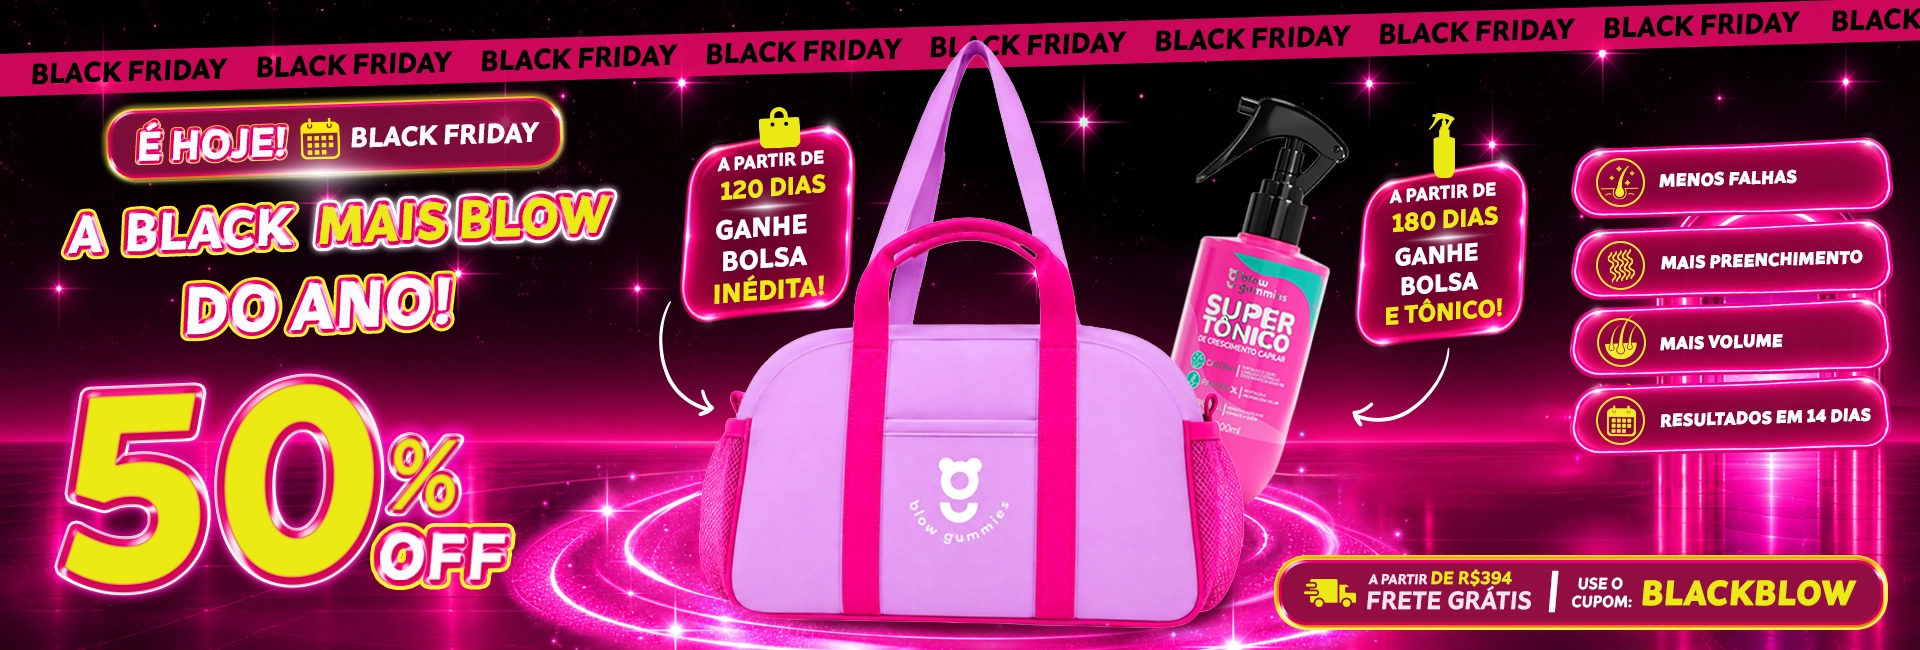 BLACK FRIDAY BLACK FRIDAY BLACK FRIDAY BLACK FRIDAY BLACK FRIDAY BLACK FRIDAY BLACK FRIDAY BLACK FRIDAY BLACK
É HOJE! BLACK FRIDAY
A BLACK MAIS BLOW
DO ANO!
50%
OFF
A PARTIR DE
120 DIAS
GANHE
BOLSA
INÉDITA!
blow gummies
blow
gummies
SUPER
TÔNICO
DE CRESCIMENTO CAPILAR
A PARTIR DE
180 DIAS
GANHE
BOLSA
E TÔNICO!
MENOS FALHAS
MAIS PREENCHIMENTO
MAIS VOLUME
RESULTADOS EM 14 DIAS
A PARTIR DE R$394
FRETE GRÁTIS
USE O
CUPOM: BLACKBLOW